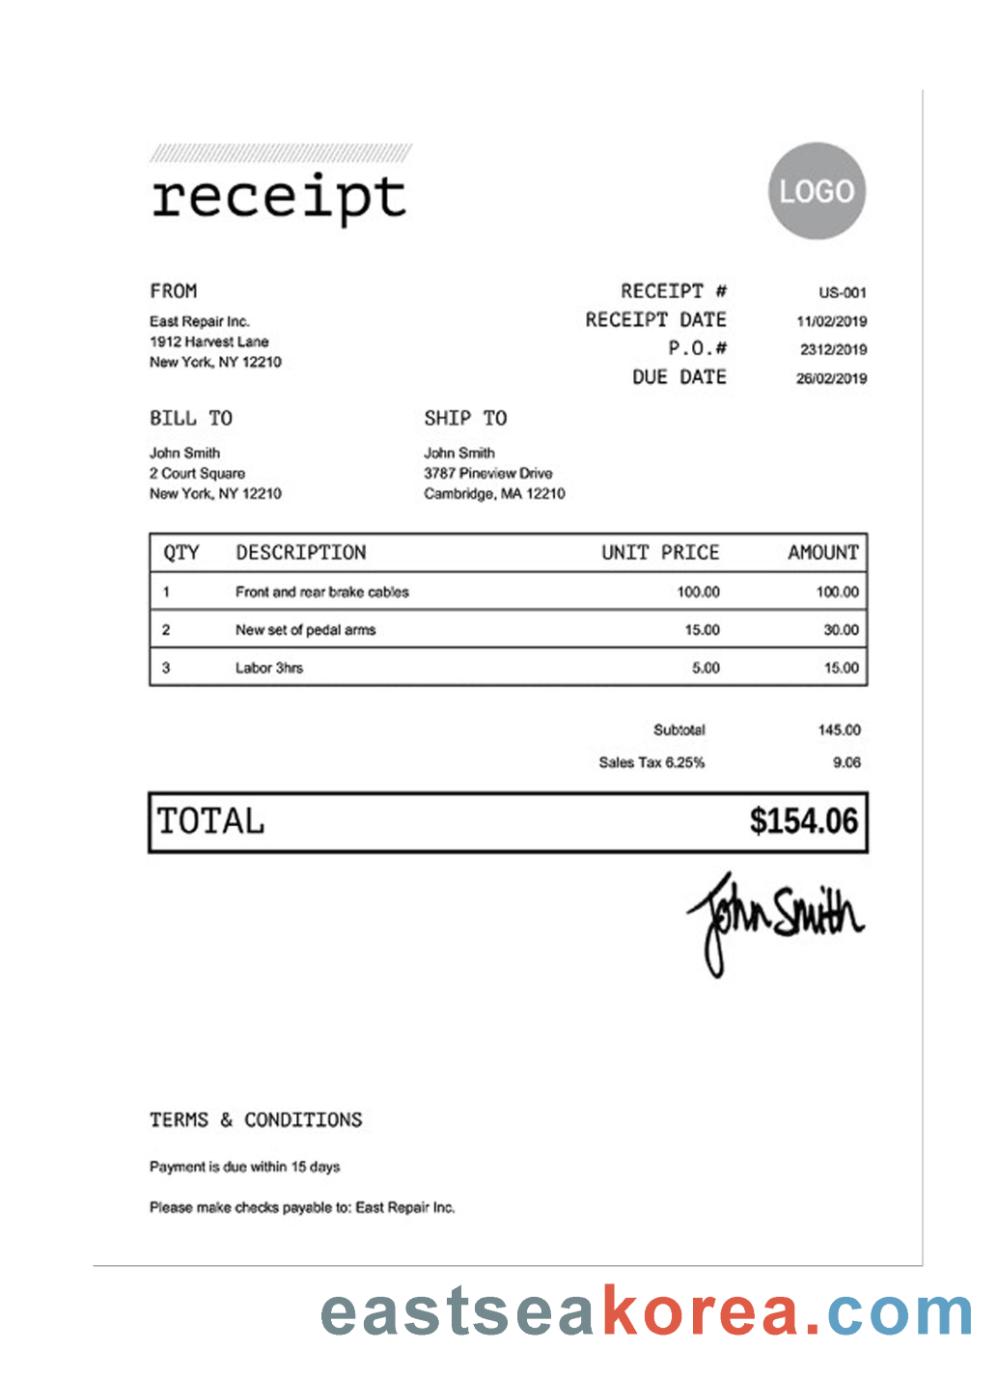 receipt
LOGO
FROM
East Repair Inc.
1912 Harvest Lane
New York, NY 12210
RECEIPT # US-001
RECEIPT DATE 11/02/2019
P.O.# 2312/2019
DUE DATE 26/02/2019
BILL TO
John Smith
2 Court Square
New York, NY 12210
SHIP TO
John Smith
3787 Pineview Drive
Cambridge, MA 12210
QTY DESCRIPTION UNIT PRICE AMOUNT
1 Front and rear brake cables 100.00 100.00
2 New set of pedal arms 15.00 30.00
3 Labor 3hrs 5.00 15.00
Subtotal 145.00
Sales Tax 6.25% 9.06
TOTAL $154.06
John Smith
TERMS & CONDITIONS
Payment is due within 15 days
Please make checks payable to: East Repair Inc.
eastseakorea.com